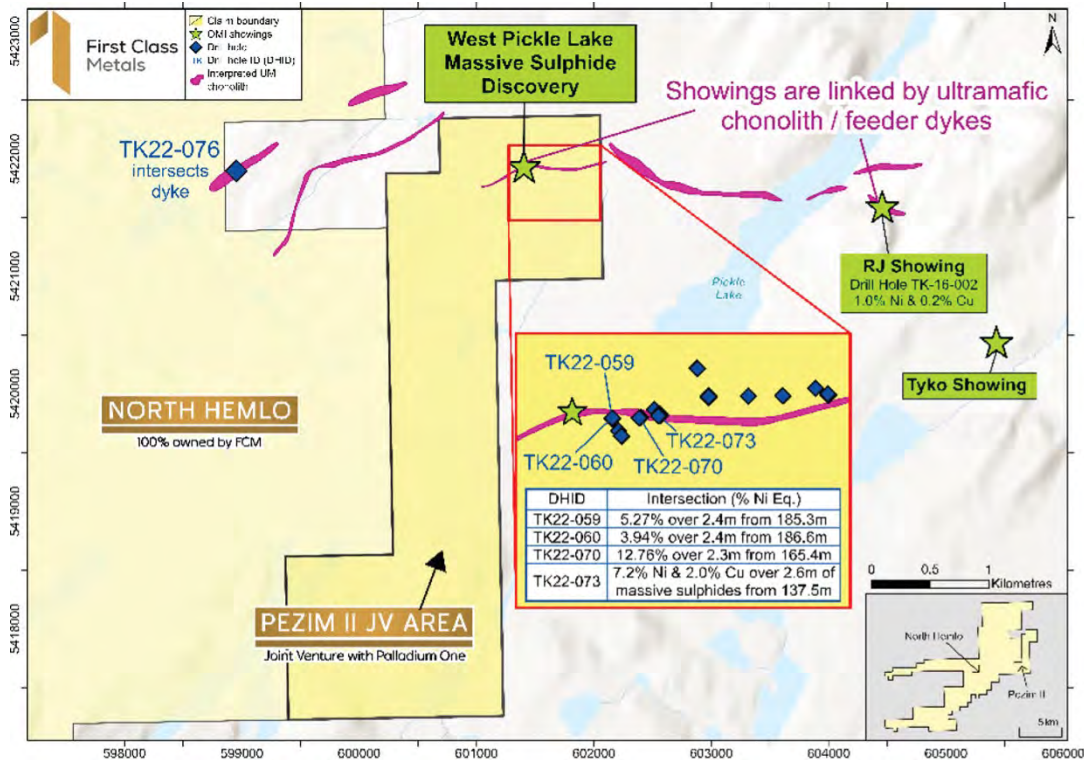 First Class
Metals
Claim boundary
OMI showings
Drill hole
TK Drill hole ID (DHID)
Interpreted UM
chonolith
West Pickle Lake
Massive Sulphide
Discovery
N
Showings are linked by ultramafic
chonolith / feeder dykes
TK22-076
intersects
dyke
RJ Showing
Drill Hole TK-16-002
1.0% Ni & 0.2% Cu
Pickle
Lake
Tyko Showing
NORTH HEMLO
100% owned by FCM
TK22-059
TK22-073
TK22-060
TK22-070
DHID Intersection (% Ni Eq.)
TK22-059 5.27% over 2.4m from 185.3m
TK22-060 3.94% over 2.4m from 186.6m
TK22-070 12.76% over 2.3m from 165.4m
TK22-073 7.2% Ni & 2.0% Cu over 2.6m of
massive sulphides from 137.5m
PEZIM II JV AREA
Joint Venture with Palladium One
0 0.5 1
Kilometres
North Hemlo
Pezim II
5km
5423000
5422000
5421000
5420000
5419000
5418000
598000 599000 600000 601000 602000 603000 604000 605000 606000